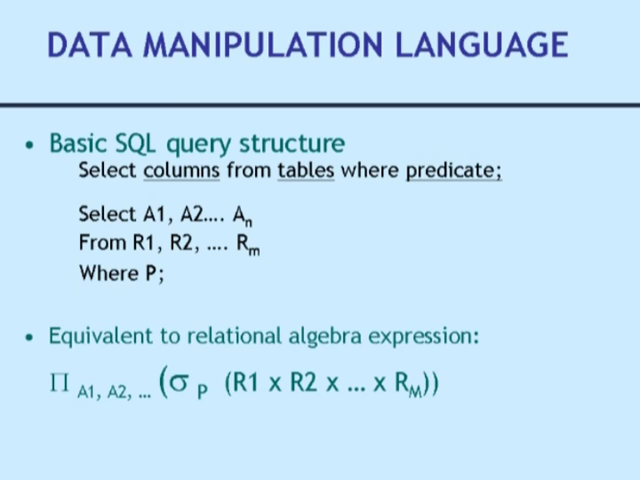 DATA MANIPULATION LANGUAGE
• Basic SQL query structure
Select columns from tables where predicate;
Select A1, A2.... Aₙ
From R1, R2, .... Rₘ
Where P;
• Equivalent to relational algebra expression:
Π A1, A2, ... (σ P (R1 x R2 x ... x R_M))